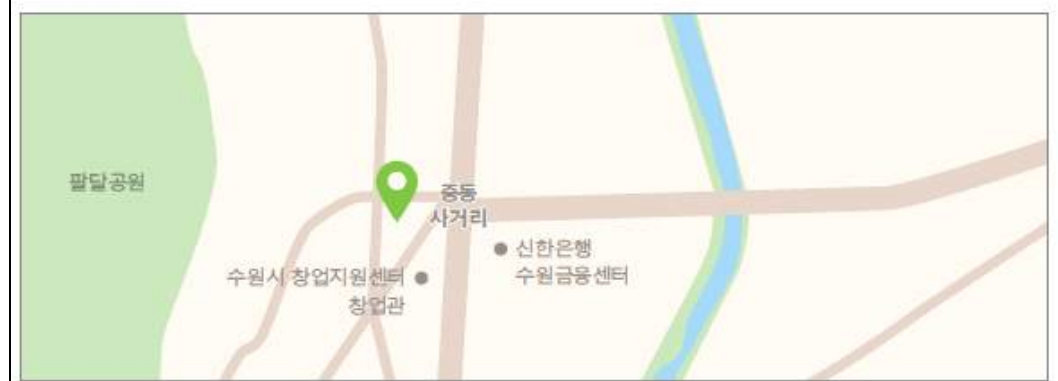 팔달공원
중동
사거리
신한은행
수원금융센터
수원시 창업지원센터
창업관